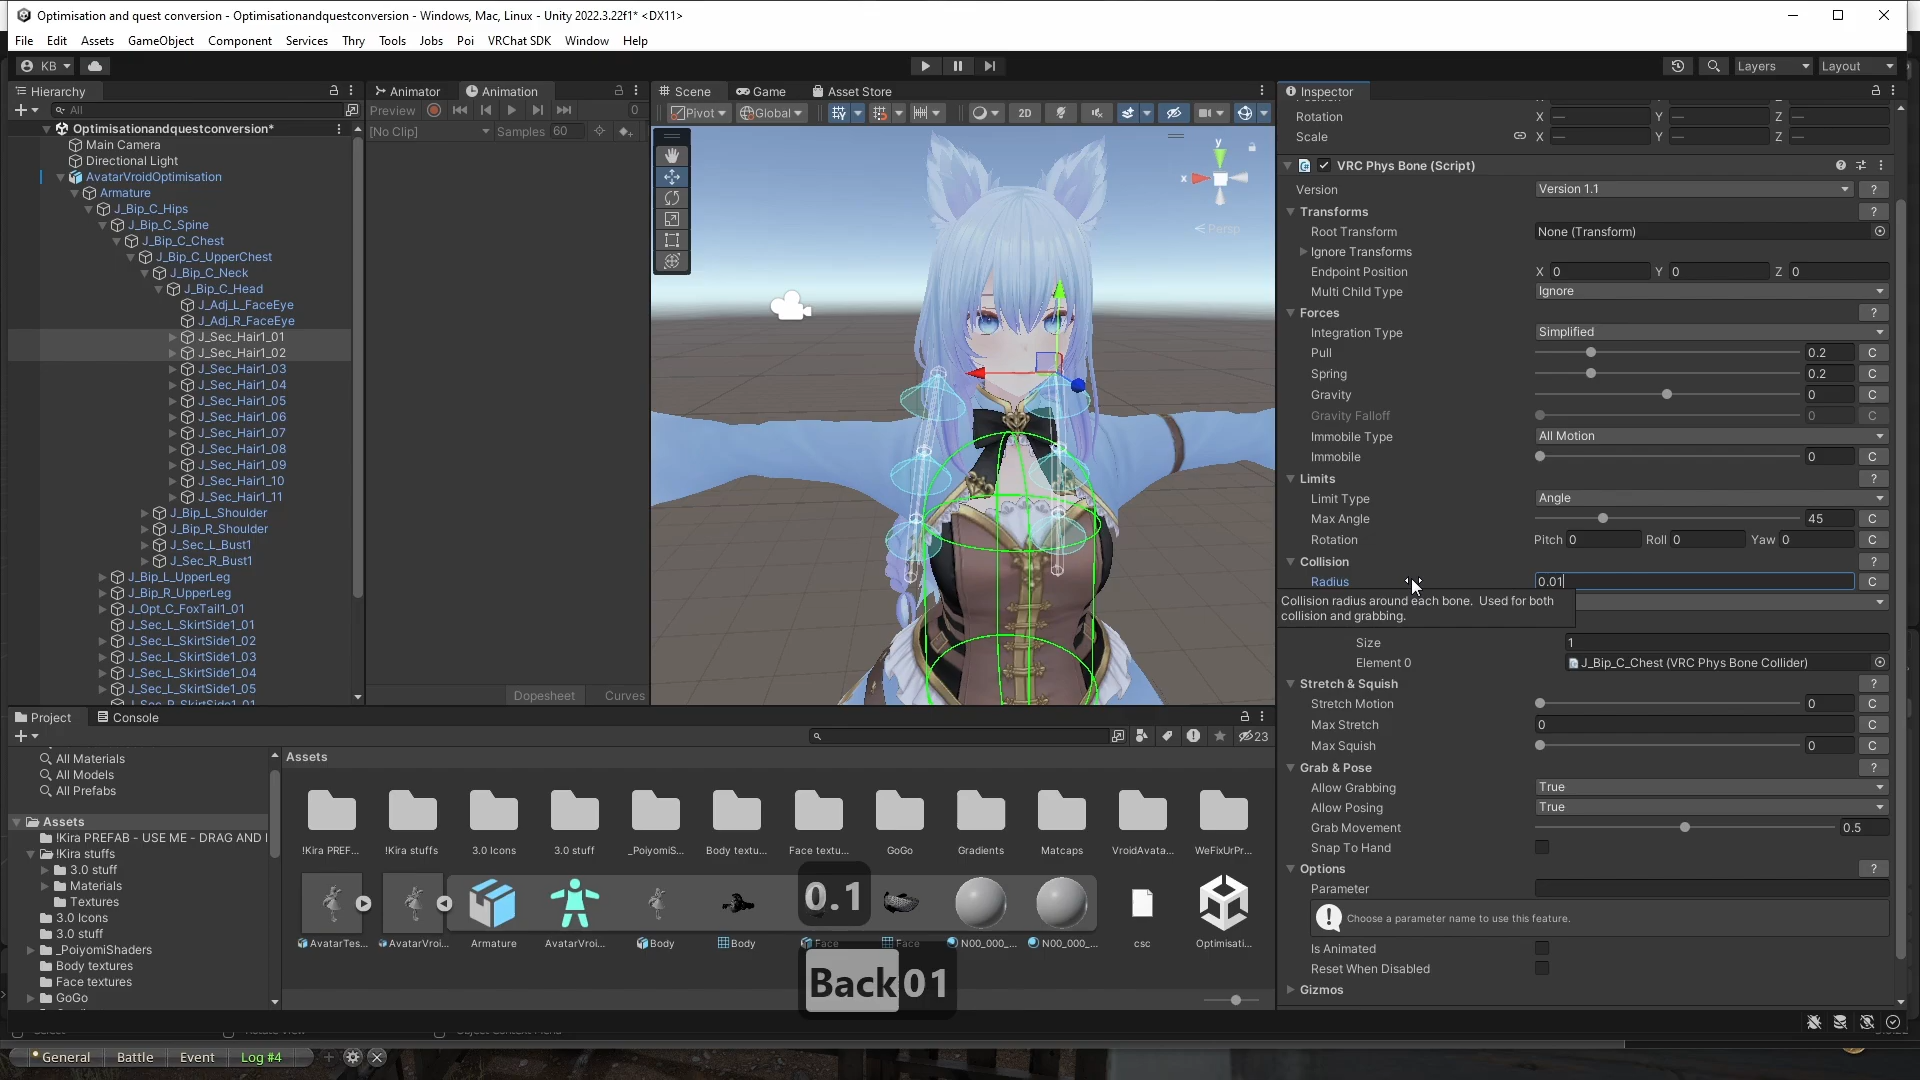 Optimisation and quest conversion - Optimisationandquestconversion - Windows, Mac, Linux - Unity 2022.3.22f1* <DX11>
File Edit Assets GameObject Component Services Thry Tools Jobs Poi VRChat SDK Window Help
KB Layers Layout
Hierarchy
All
Optimisationandquestconversion*
Main Camera
Directional Light
AvatarVroidOptimisation
Armature
J_Bip_C_Hips
J_Bip_C_Spine
J_Bip_C_Chest
J_Bip_C_UpperChest
J_Bip_C_Neck
J_Bip_C_Head
J_Adj_L_FaceEye
J_Adj_R_FaceEye
J_Sec_Hair1_01
J_Sec_Hair1_02
J_Sec_Hair1_03
J_Sec_Hair1_04
J_Sec_Hair1_05
J_Sec_Hair1_06
J_Sec_Hair1_07
J_Sec_Hair1_08
J_Sec_Hair1_09
J_Sec_Hair1_10
J_Sec_Hair1_11
J_Bip_L_Shoulder
J_Bip_R_Shoulder
J_Sec_L_Bust1
J_Sec_R_Bust1
J_Bip_L_UpperLeg
J_Bip_R_UpperLeg
J_Opt_C_FoxTail1_01
J_Sec_L_SkirtSide1_01
J_Sec_L_SkirtSide1_02
J_Sec_L_SkirtSide1_03
J_Sec_L_SkirtSide1_04
J_Sec_L_SkirtSide1_05
Animator Animation
Preview 0
[No Clip] Samples 60
Dopesheet Curves
Scene Game Asset Store
Pivot Global 2D
y
x
Persp
Inspector
Rotation X — Y — Z —
Scale X — Y — Z —
VRC Phys Bone (Script)
Version Version 1.1 ?
Transforms ?
Root Transform None (Transform)
Ignore Transforms
Endpoint Position X 0 Y 0 Z 0
Multi Child Type Ignore
Forces ?
Integration Type Simplified
Pull 0.2 C
Spring 0.2 C
Gravity 0 C
Gravity Falloff 0 C
Immobile Type All Motion
Immobile 0 C
Limits ?
Limit Type Angle
Max Angle 45 C
Rotation Pitch 0 Roll 0 Yaw 0 C
Collision ?
Radius 0.01 C
Collision radius around each bone. Used for both
collision and grabbing.
Size 1
Element 0 J_Bip_C_Chest (VRC Phys Bone Collider)
Stretch & Squish ?
Stretch Motion 0 C
Max Stretch 0 C
Max Squish 0 C
Grab & Pose ?
Allow Grabbing True
Allow Posing True
Grab Movement 0.5
Snap To Hand
Options ?
Parameter
Choose a parameter name to use this feature.
Is Animated
Reset When Disabled
Gizmos
Project Console
23
All Materials
All Models
All Prefabs
Assets
!Kira PREFAB - USE ME - DRAG AND I
!Kira stuffs
3.0 stuff
Materials
Textures
3.0 Icons
3.0 stuff
_PoiyomiShaders
Body textures
Face textures
GoGo
Assets
!Kira PREF... !Kira stuffs 3.0 Icons 3.0 stuff _PoiyomiS... Body textu... Face textu... GoGo Gradients Matcaps VroidAvata... WeFixUrPr...
AvatarTes... AvatarVroi... Armature AvatarVroi... Body Body Face Face N00_000_... N00_000_... csc Optimisati...
0.1
Back01
General Battle Event Log #4